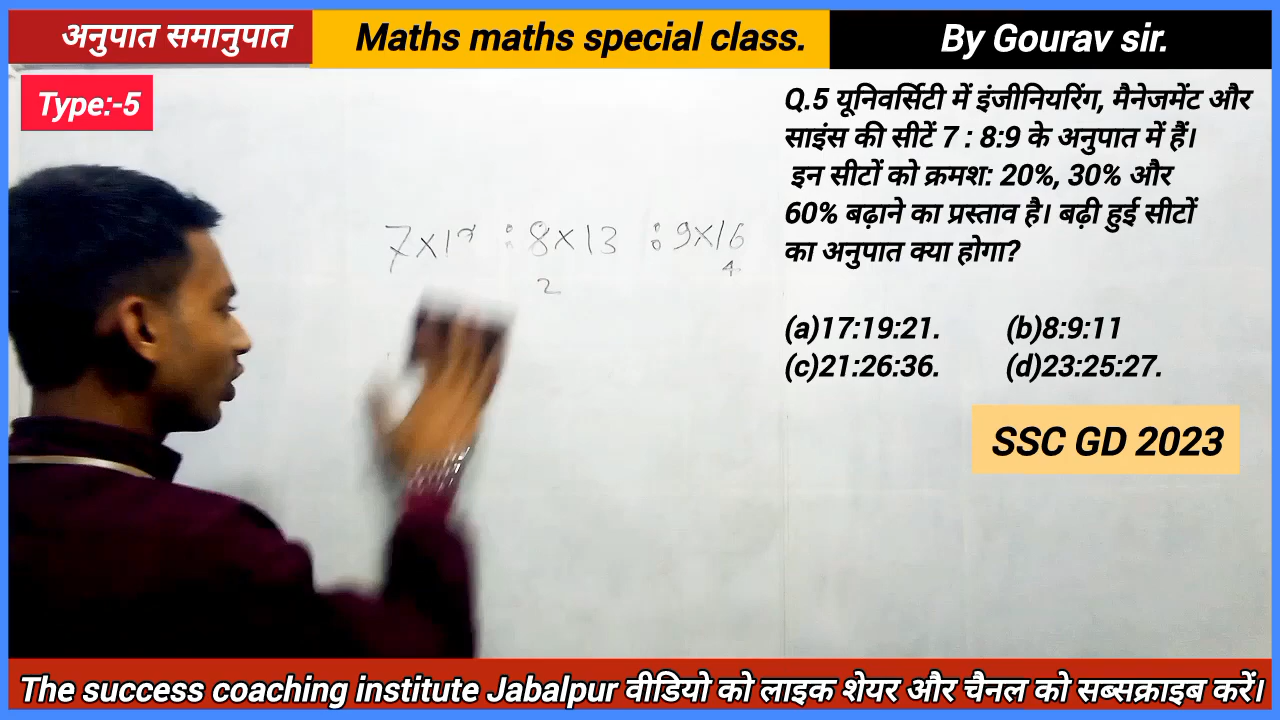 अनुपात समानुपात
Maths maths special class.
By Gourav sir.
Type:-5
Q.5 यूनिवर्सिटी में इंजीनियरिंग, मैनेजमेंट और
साइंस की सीटें 7 : 8:9 के अनुपात में हैं।
इन सीटों को क्रमश: 20%, 30% और
60% बढ़ाने का प्रस्ताव है। बढ़ी हुई सीटों
का अनुपात क्या होगा?
(a)17:19:21. (b)8:9:11
(c)21:26:36. (d)23:25:27.
SSC GD 2023
: 8×13 : 9×16
2 4
The success coaching institute Jabalpur वीडियो को लाइक शेयर और चैनल को सब्सक्राइब करें।